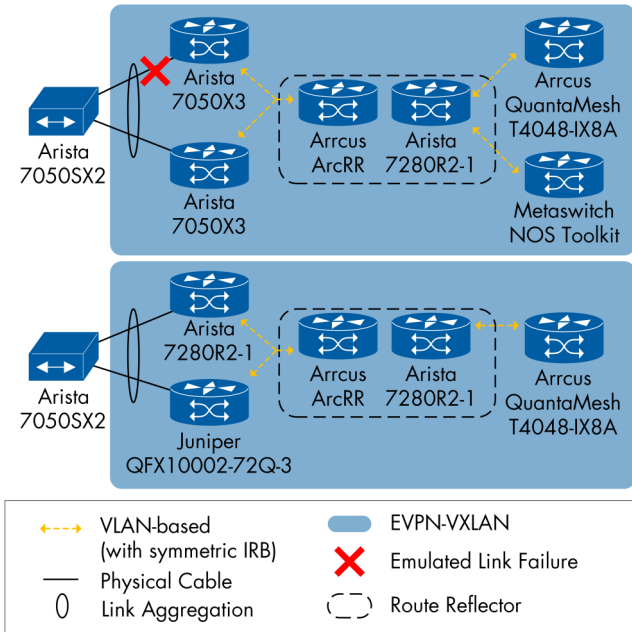 Arista
7050X3
Arrcus
QuantaMesh
T4048-IX8A
Arista
7050SX2
Arrcus
ArcRR
Arista
7280R2-1
Arista
7050X3
Metaswitch
NOS Toolkit
Arista
7280R2-1
Arista
7050SX2
Arrcus
ArcRR
Arista
7280R2-1
Arrcus
QuantaMesh
T4048-IX8A
Juniper
QFX10002-72Q-3
VLAN-based
(with symmetric IRB)
Physical Cable
Link Aggregation
EVPN-VXLAN
Emulated Link Failure
Route Reflector